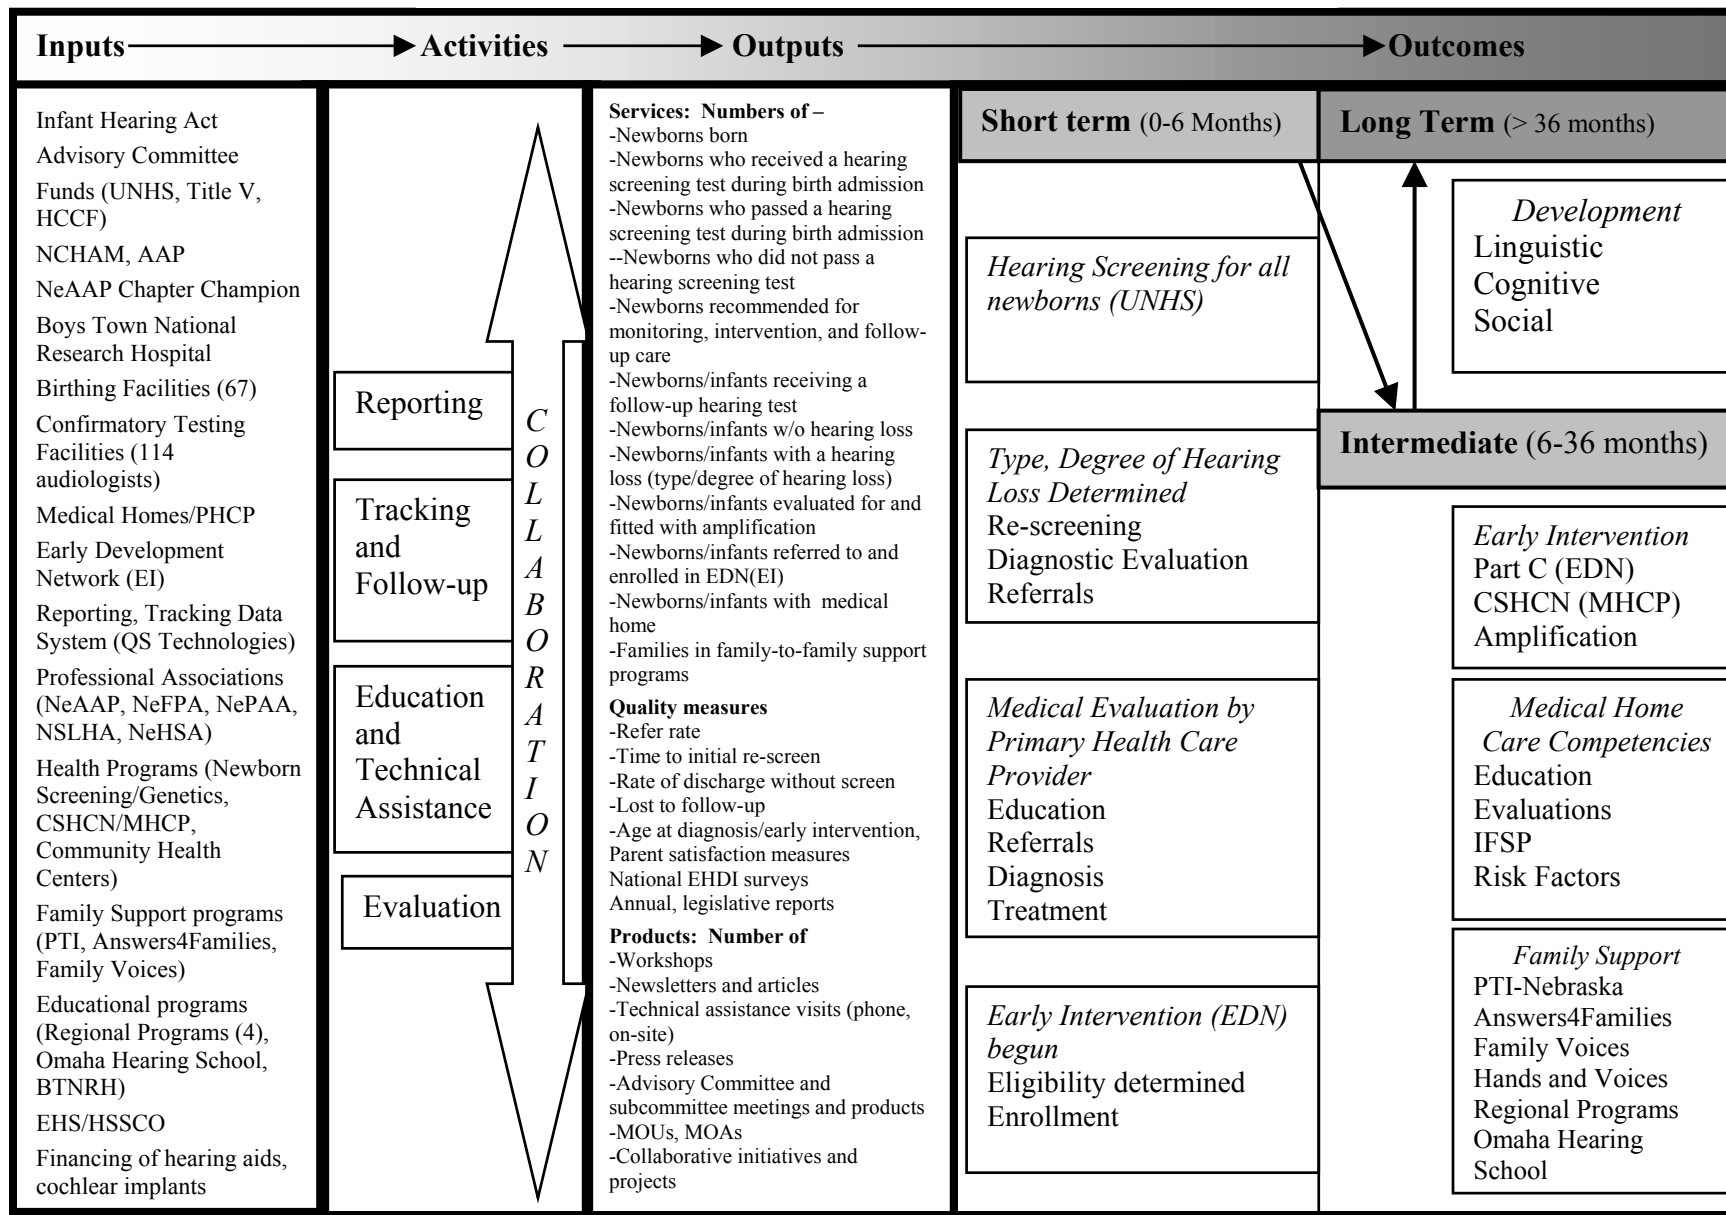 Inputs
Activities
Outputs
Outcomes
Infant Hearing Act
Advisory Committee
Funds (UNHS, Title V,
HCCF)
NCHAM, AAP
NeAAP Chapter Champion
Boys Town National
Research Hospital
Birthing Facilities (67)
Confirmatory Testing
Facilities (114
audiologists)
Medical Homes/PHCP
Early Development
Network (EI)
Reporting, Tracking Data
System (QS Technologies)
Professional Associations
(NeAAP, NeFPA, NePAA,
NSLHA, NeHSA)
Health Programs (Newborn
Screening/Genetics,
CSHCN/MHCP,
Community Health
Centers)
Family Support programs
(PTI, Answers4Families,
Family Voices)
Educational programs
(Regional Programs (4),
Omaha Hearing School,
BTNRH)
EHS/HSSCO
Financing of hearing aids,
cochlear implants
Reporting
Tracking
and
Follow-up
Education
and
Technical
Assistance
Evaluation
C
O
L
L
A
B
O
R
A
T
I
O
N
Services: Numbers of –
-Newborns born
-Newborns who received a hearing
screening test during birth admission
-Newborns who passed a hearing
screening test during birth admission
--Newborns who did not pass a
hearing screening test
-Newborns recommended for
monitoring, intervention, and follow-
up care
-Newborns/infants receiving a
follow-up hearing test
-Newborns/infants w/o hearing loss
-Newborns/infants with a hearing
loss (type/degree of hearing loss)
-Newborns/infants evaluated for and
fitted with amplification
-Newborns/infants referred to and
enrolled in EDN(EI)
-Newborns/infants with medical
home
-Families in family-to-family support
programs
Quality measures
-Refer rate
-Time to initial re-screen
-Rate of discharge without screen
-Lost to follow-up
-Age at diagnosis/early intervention,
Parent satisfaction measures
National EHDI surveys
Annual, legislative reports
Products: Number of
-Workshops
-Newsletters and articles
-Technical assistance visits (phone,
on-site)
-Press releases
-Advisory Committee and
subcommittee meetings and products
-MOUs, MOAs
-Collaborative initiatives and
projects
Short term (0-6 Months)
Hearing Screening for all
newborns (UNHS)
Type, Degree of Hearing
Loss Determined
Re-screening
Diagnostic Evaluation
Referrals
Medical Evaluation by
Primary Health Care
Provider
Education
Referrals
Diagnosis
Treatment
Early Intervention (EDN)
begun
Eligibility determined
Enrollment
Long Term (> 36 months)
Development
Linguistic
Cognitive
Social
Intermediate (6-36 months)
Early Intervention
Part C (EDN)
CSHCN (MHCP)
Amplification
Medical Home
Care Competencies
Education
Evaluations
IFSP
Risk Factors
Family Support
PTI-Nebraska
Answers4Families
Family Voices
Hands and Voices
Regional Programs
Omaha Hearing
School